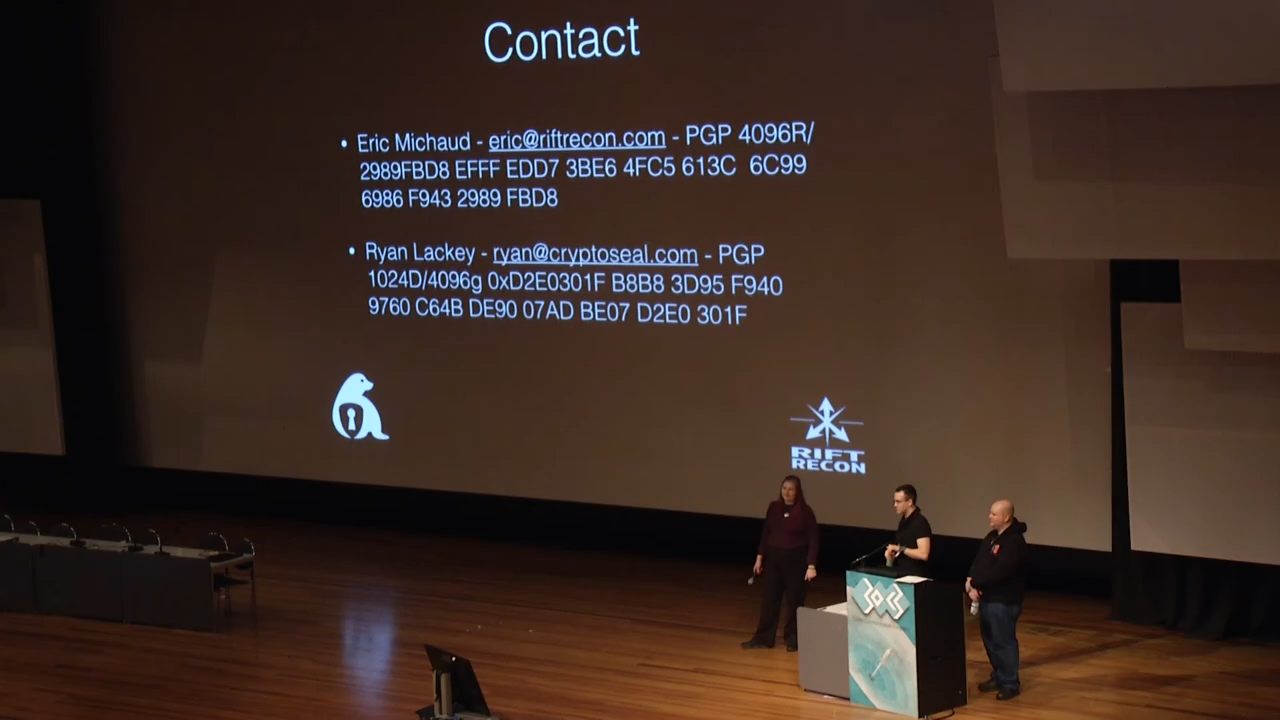 Contact
• Eric Michaud - eric@riftrecon.com - PGP 4096R/
2989FBD8 EFFF EDD7 3BE6 4FC5 613C  6C99
6986 F943 2989 FBD8
• Ryan Lackey - ryan@cryptoseal.com - PGP
1024D/4096g 0xD2E0301F B8B8 3D95 F940
9760 C64B DE90 07AD BE07 D2E0 301F
RIFT
RECON
30C3